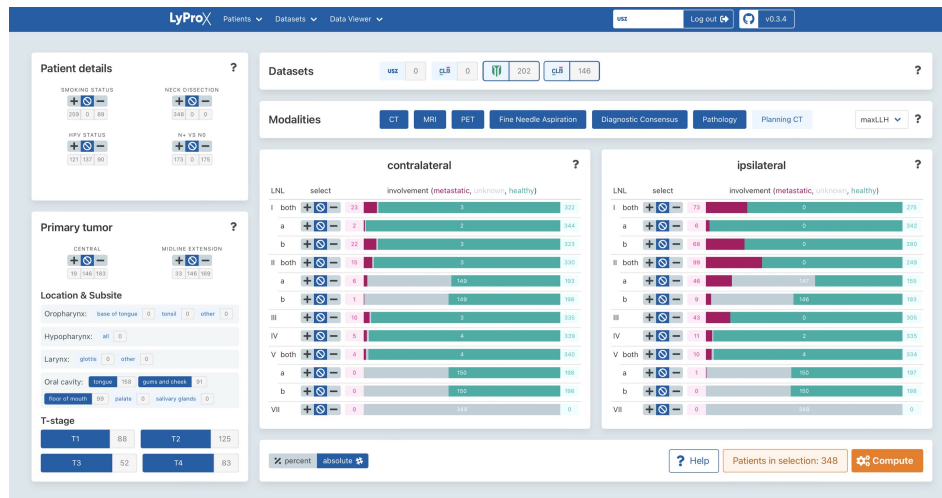 LyProX Patients Datasets Data Viewer USZ Log out v0.3.4
Patient details ?
SMOKING STATUS NECK DISSECTION
259 0 89 348 0 0
HPV STATUS N+ VS N0
121 137 90 173 0 175
Primary tumor ?
CENTRAL MIDLINE EXTENSION
19 146 183 33 146 169
Location & Subsite
Oropharynx: base of tongue 0 tonsil 0 other 0
Hypopharynx: all 0
Larynx: glottis 0 other 0
Oral cavity: tongue 158 gums and cheek 91
floor of mouth 99 palate 0 salivary glands 0
T-stage
T1 88 T2 125
T3 52 T4 83
Datasets USZ 0 CLB 0 202 CLB 146 ?
Modalities CT MRI PET Fine Needle Aspiration Diagnostic Consensus Pathology Planning CT maxLLH ?
contralateral ?
LNL select involvement (metastatic, unknown, healthy)
I both 23 3 322
a 2 2 344
b 22 3 323
II both 15 3 330
a 6 149 193
b 1 149 198
III 10 3 335
IV 5 4 339
V both 4 4 340
a 0 150 198
b 0 150 198
VII 0 348 0
ipsilateral ?
LNL select involvement (metastatic, unknown, healthy)
I both 73 0 275
a 6 0 342
b 68 0 280
II both 99 0 249
a 46 147 155
b 9 146 193
III 43 0 305
IV 11 2 335
V both 10 4 334
a 1 150 197
b 0 150 198
VII 0 348 0
percent absolute
? Help Patients in selection: 348 Compute